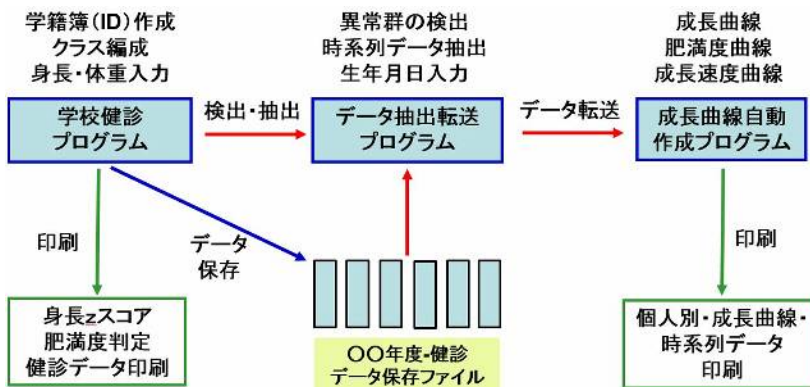 学籍簿(ID)作成
クラス編成
身長・体重入力
異常群の検出
時系列データ抽出
生年月日入力
成長曲線
肥満度曲線
成長速度曲線
学校健診
プログラム
検出・抽出
データ抽出転送
プログラム
データ転送
成長曲線自動
作成プログラム
印刷
データ
保存
印刷
身長zスコア
肥満度判定
健診データ印刷
〇〇年度-健診
データ保存ファイル
個人別・成長曲線・
時系列データ
印刷